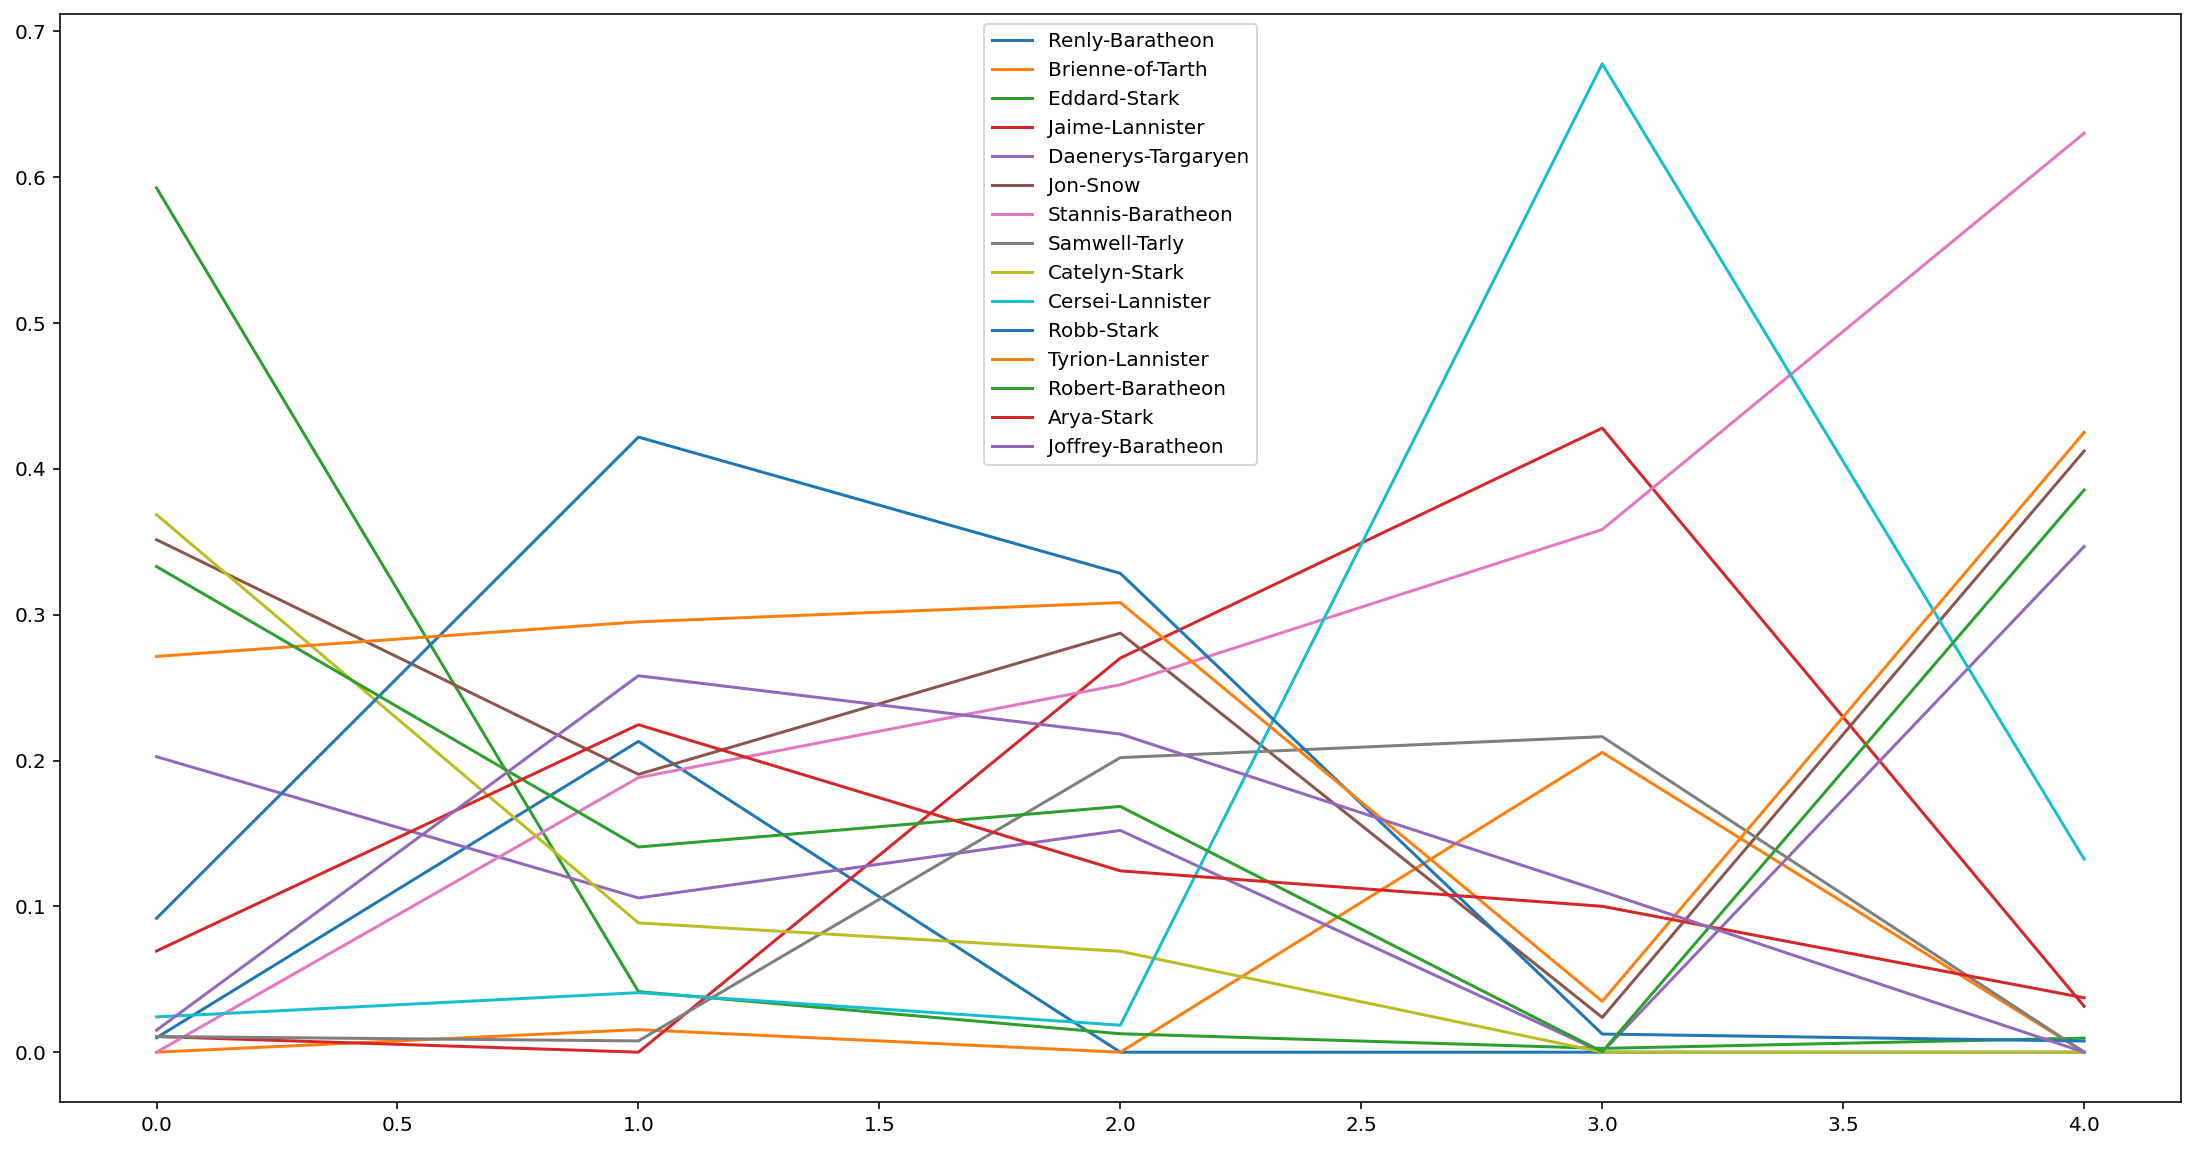 0.7
0.6
0.5
0.4
0.3
0.2
0.1
0.0
Renly-Baratheon
Brienne-of-Tarth
Eddard-Stark
Jaime-Lannister
Daenerys-Targaryen
Jon-Snow
Stannis-Baratheon
Samwell-Tarly
Catelyn-Stark
Cersei-Lannister
Robb-Stark
Tyrion-Lannister
Robert-Baratheon
Arya-Stark
Joffrey-Baratheon
0.0 0.5 1.0 1.5 2.0 2.5 3.0 3.5 4.0